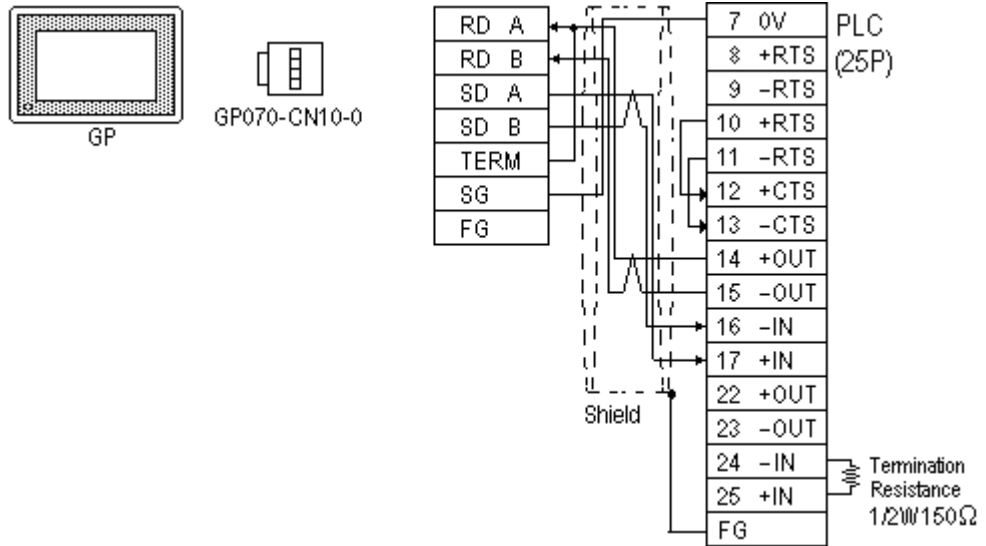 GP
GP070-CN10-0
RD A
RD B
SD A
SD B
TERM
SG
FG
Shield
7 0V
8 +RTS
9 -RTS
10 +RTS
11 -RTS
12 +CTS
13 -CTS
14 +OUT
15 -OUT
16 -IN
17 +IN
22 +OUT
23 -OUT
24 -IN
25 +IN
FG
PLC
(25P)
Termination
Resistance
1/2W150Ω